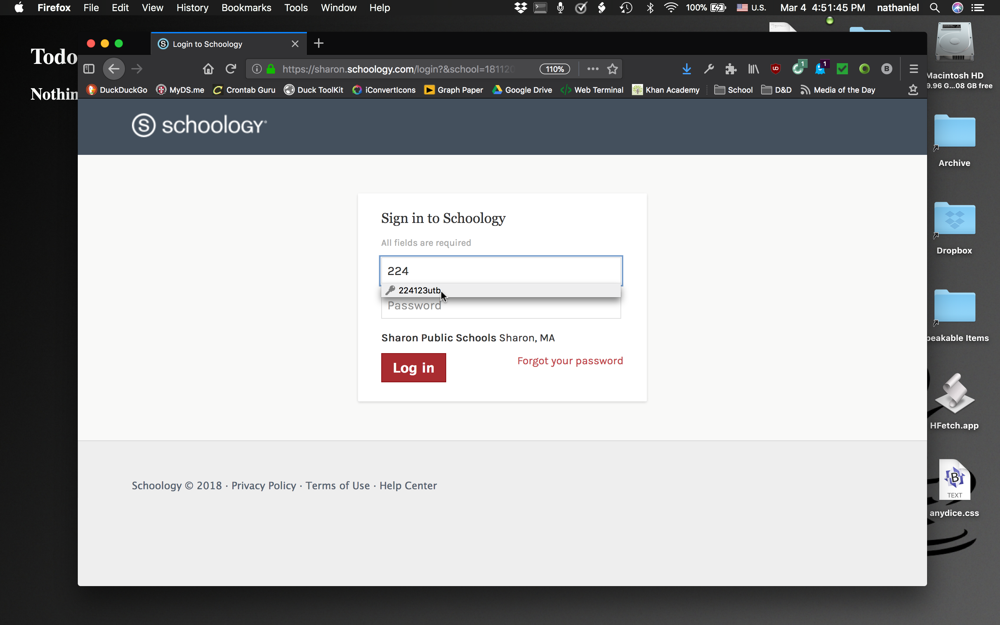 Firefox File Edit View History Bookmarks Tools Window Help 100% U.S. Mar 4 4:51:45 PM nathaniel
Login to Schoology
Todo
https://sharon.schoology.com/login?&school=181120 110% 1 1
Macintosh HD
9.96 G...08 GB free
Nothin
DuckDuckGo MyDS.me Crontab Guru Duck ToolKit iConvertIcons Graph Paper Google Drive Web Terminal Khan Academy School D&D Media of the Day
schoology
Archive
Sign in to Schoology
All fields are required
Dropbox
224
224123utb
Password
Sharon Public Schools Sharon, MA
peakable Items
Forgot your password
Log in
HFetch.app
Schoology © 2018 · Privacy Policy · Terms of Use · Help Center
B
TEXT
anydice.css